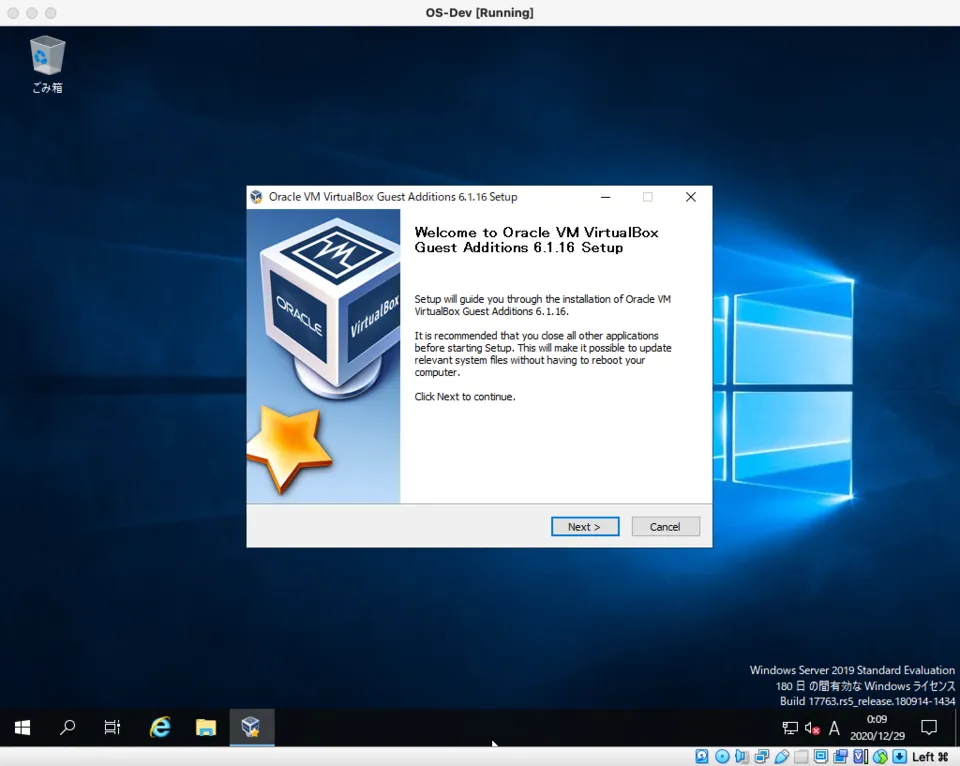 OS-Dev [Running]
ごみ箱
Oracle VM VirtualBox Guest Additions 6.1.16 Setup
ORACLE
VirtualBox
Welcome to Oracle VM VirtualBox
Guest Additions 6.1.16 Setup
Setup will guide you through the installation of Oracle VM
VirtualBox Guest Additions 6.1.16.
It is recommended that you close all other applications
before starting Setup. This will make it possible to update
relevant system files without having to reboot your
computer.
Click Next to continue.
Next >
Cancel
Windows Server 2019 Standard Evaluation
180 日 の間有効な Windows ライセンス
Build 17763.rs5_release.180914-1434
A
0:09
2020/12/29
Left ⌘